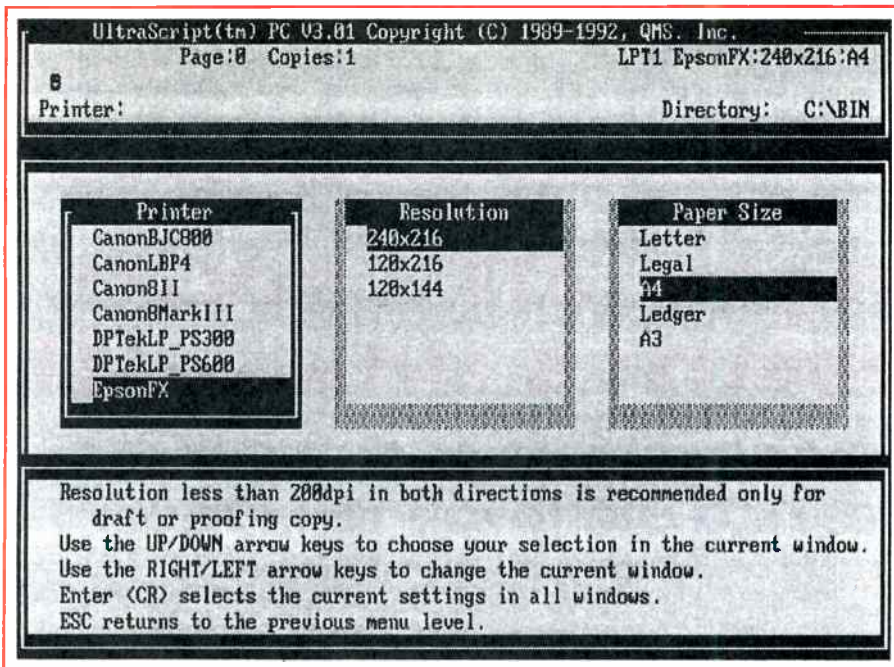 UltraScript(tm) PC V3.01 Copyright (C) 1989-1992, QMS. Inc.
Page:0 Copies:1 LPT1 EpsonFX:240x216:A4
0
Printer: Directory: C:\BIN
Printer Resolution Paper Size
CanonBJC800 240x216 Letter
CanonLBP4 120x216 Legal
Canon8II 120x144 A4
Canon8MarkIII Ledger
DPTekLP_PS300 A3
DPTekLP_PS600
EpsonFX
Resolution less than 200dpi in both directions is recommended only for
draft or proofing copy.
Use the UP/DOWN arrow keys to choose your selection in the current window.
Use the RIGHT/LEFT arrow keys to change the current window.
Enter <CR> selects the current settings in all windows.
ESC returns to the previous menu level.